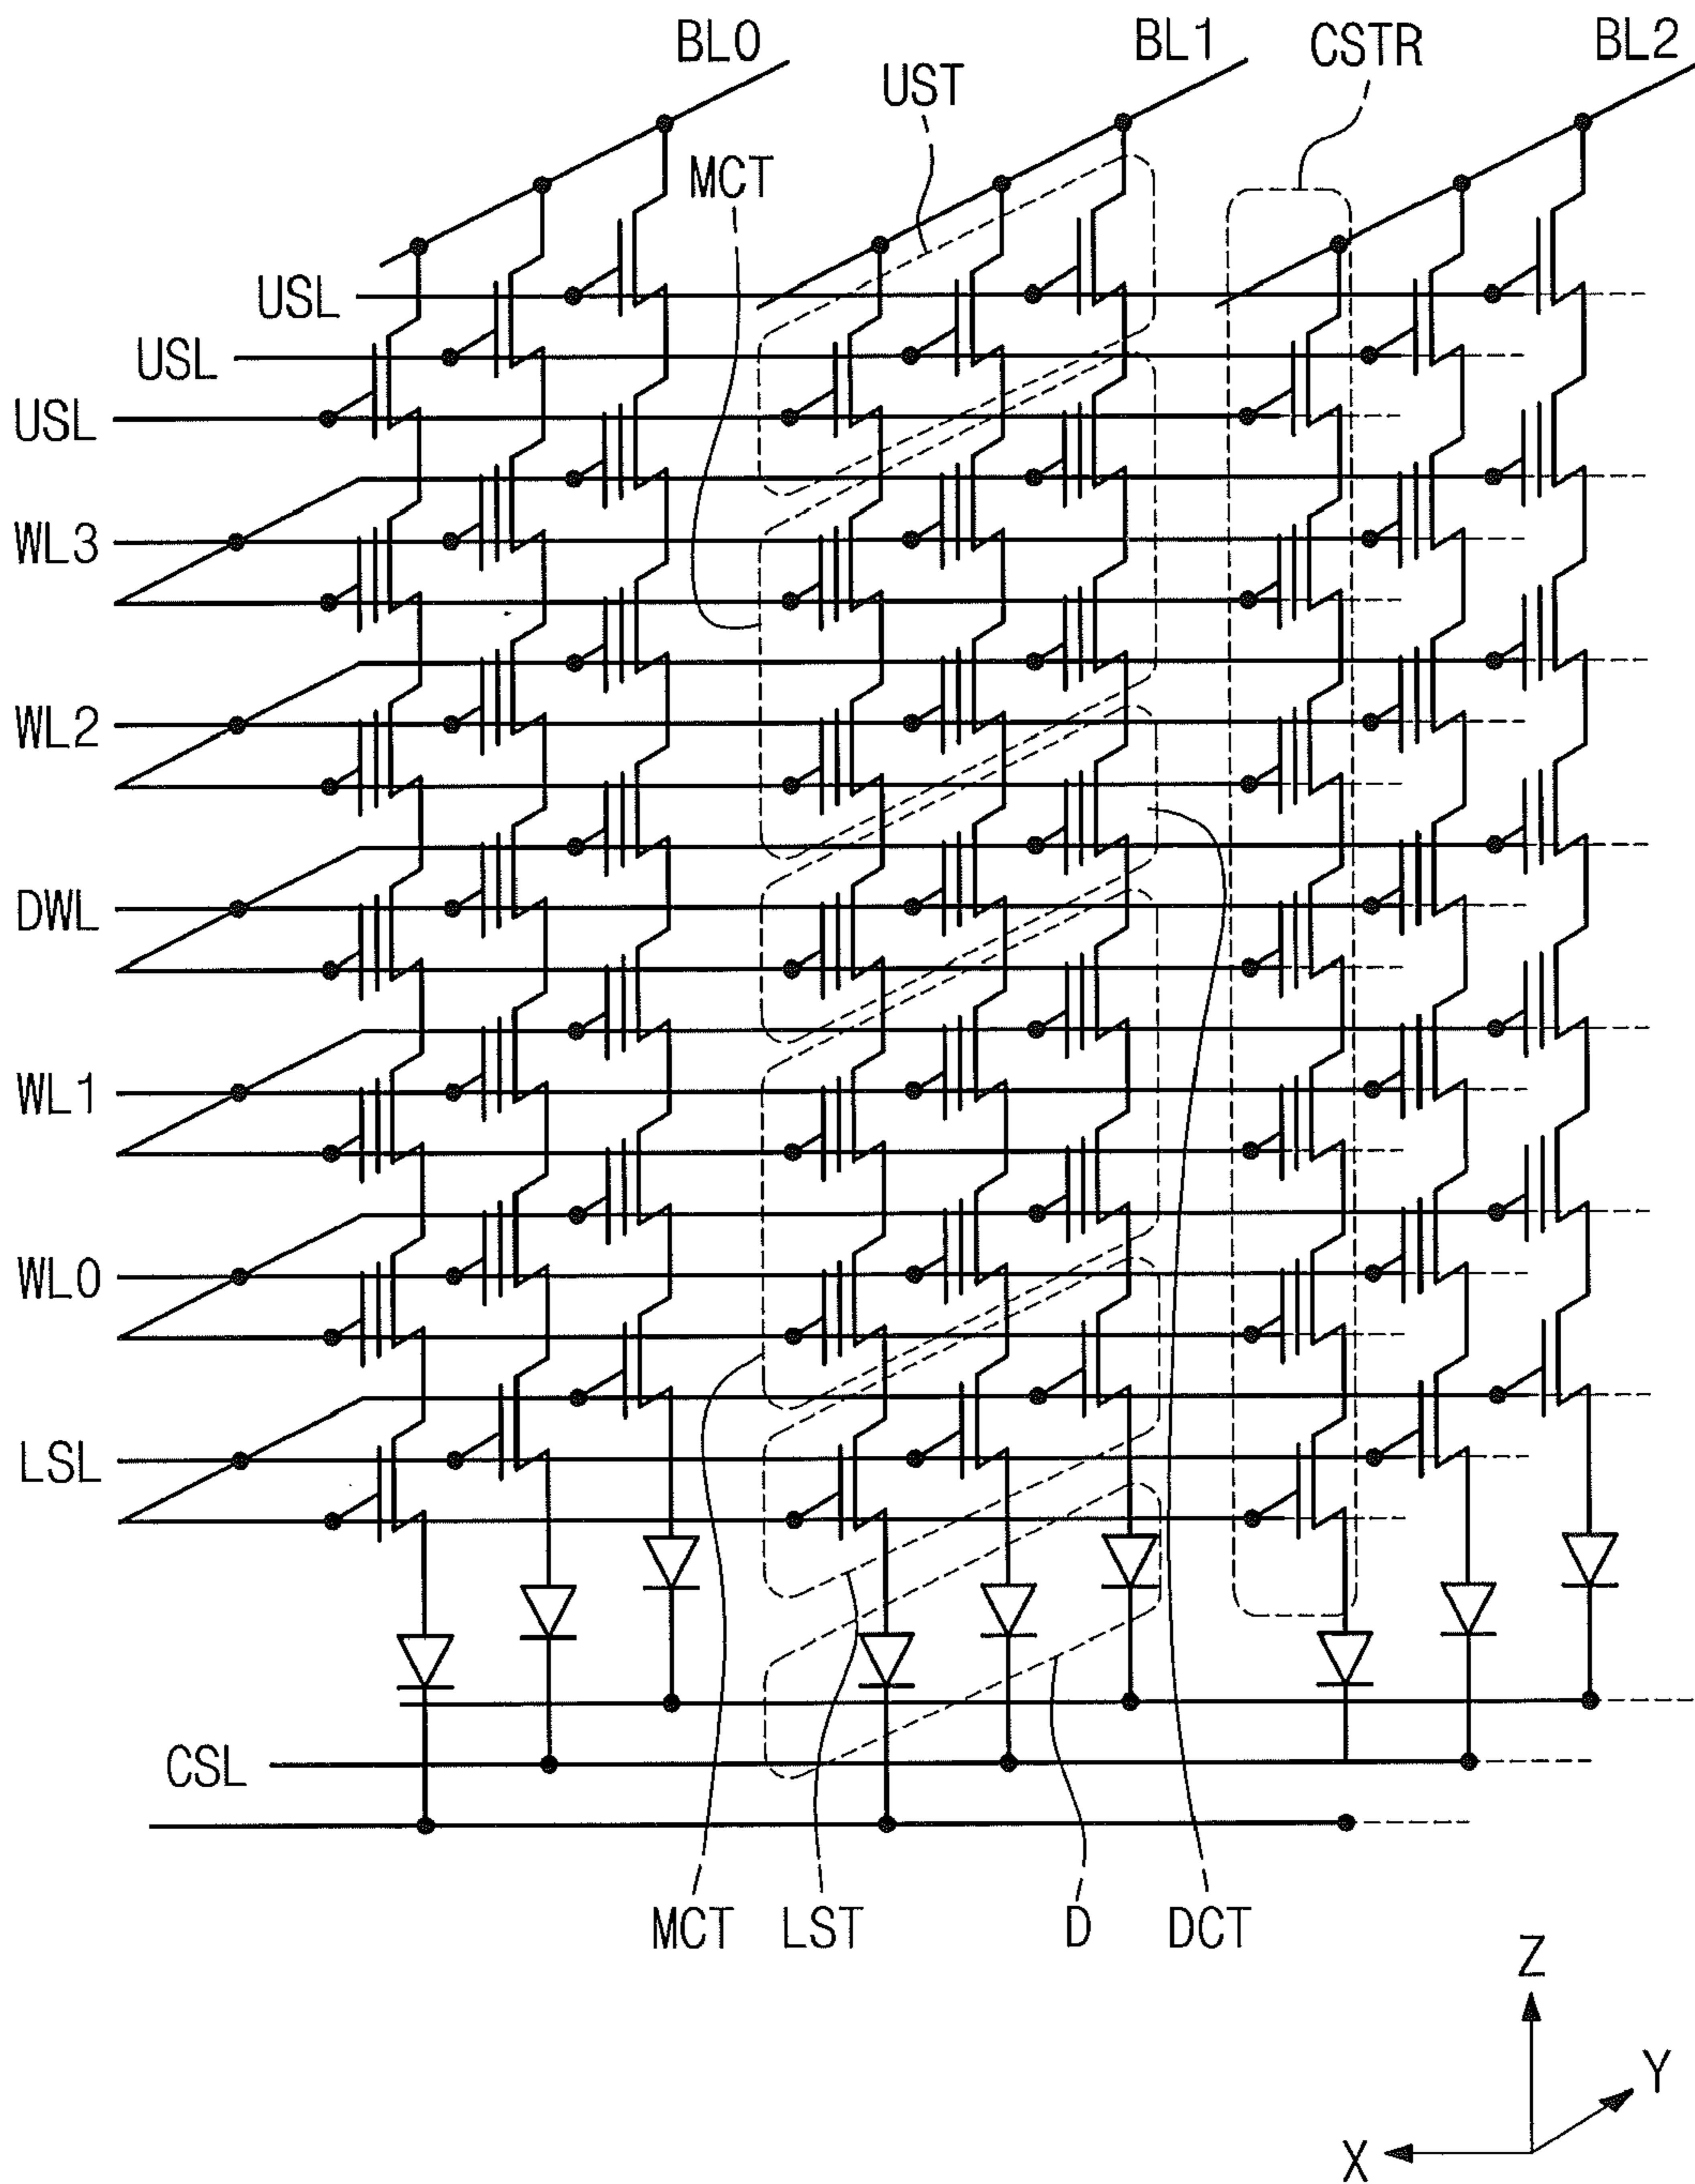 BL0
BL1
CSTR
BL2
UST
MCT
USL
USL
USL
WL3
WL2
DWL
WL1
WL0
LSL
CSL
MCT
LST
D
DCT
Z
Y
X